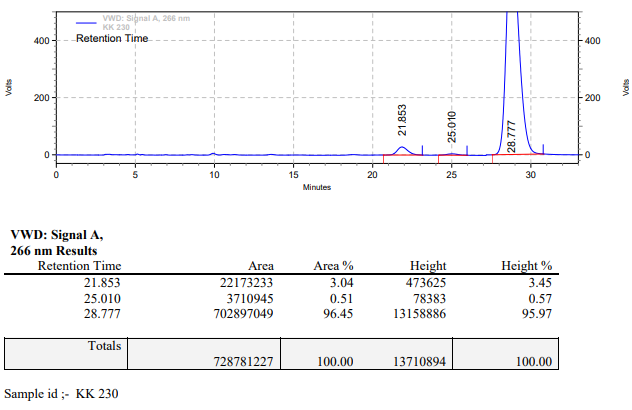 VWD: Signal A, 266 nm
KK 230
Retention Time
400
200
0
Volts
400
200
0
Volts
21.853
25.010
28.777
0 5 10 15 20 25 30
Minutes
VWD: Signal A,
266 nm Results
Retention Time Area Area % Height Height %
21.853 22173233 3.04 473625 3.45
25.010 3710945 0.51 78383 0.57
28.777 702897049 96.45 13158886 95.97
Totals
728781227 100.00 13710894 100.00
Sample id ;- KK 230